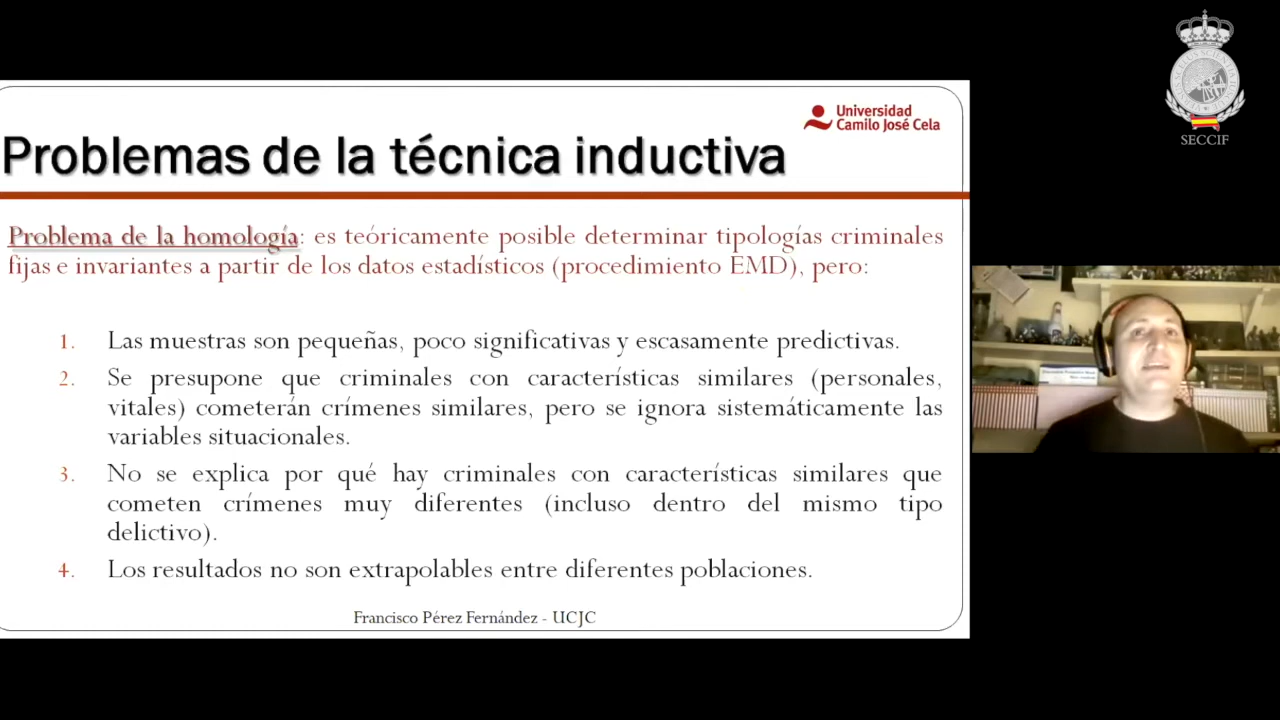 SECCIF
Universidad
Camilo José Cela
Problemas de la técnica inductiva
Problema de la homología: es teóricamente posible determinar tipologías criminales
fijas e invariantes a partir de los datos estadísticos (procedimiento EMD), pero:
1. Las muestras son pequeñas, poco significativas y escasamente predictivas.
2. Se presupone que criminales con características similares (personales,
vitales) cometerán crímenes similares, pero se ignora sistemáticamente las
variables situacionales.
3. No se explica por qué hay criminales con características similares que
cometen crímenes muy diferentes (incluso dentro del mismo tipo
delictivo).
4. Los resultados no son extrapolables entre diferentes poblaciones.
Francisco Pérez Fernández - UCJC